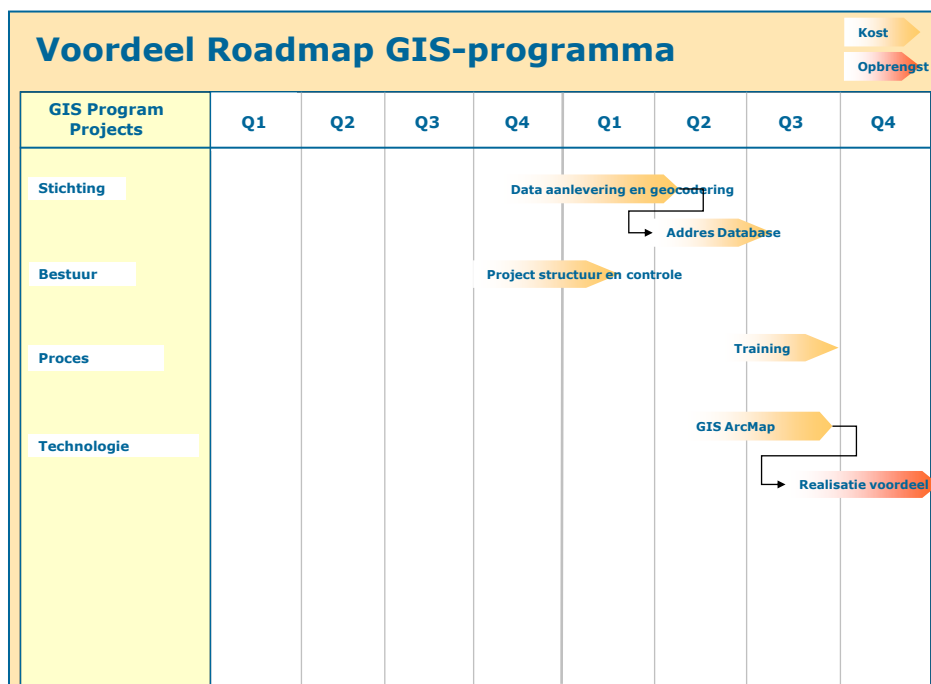 Voordeel Roadmap GIS-programma
Kost
Opbrengst
GIS Program
Projects
Q1
Q2
Q3
Q4
Q1
Q2
Q3
Q4
Stichting
Data aanlevering en geocodering
Addres Database
Bestuur
Project structuur en controle
Proces
Training
Technologie
GIS ArcMap
Realisatie voordeel